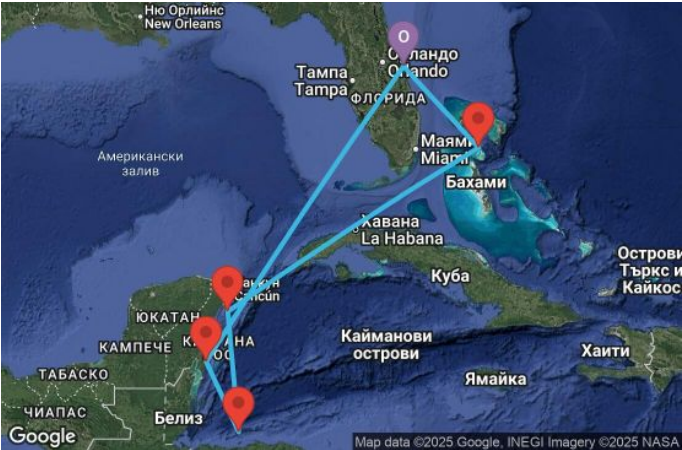 Ню Орлийнс
New Orleans
O
Орландо
Orlando
Тампа
Tampa
ФЛОРИДА
Маями
Miami
Американски
залив
Бахами
Хавана
La Habana
Куба
Острови
Търкс и
Кайкос
Cancún
ЮКАТАН
КАМПЕЧЕ
Кайманови
острови
Хаити
Ямайка
ТАБАСКО
ЧИАПАС
Белиз
Google
Map data ©2025 Google, INEGI Imagery ©2025 NASA